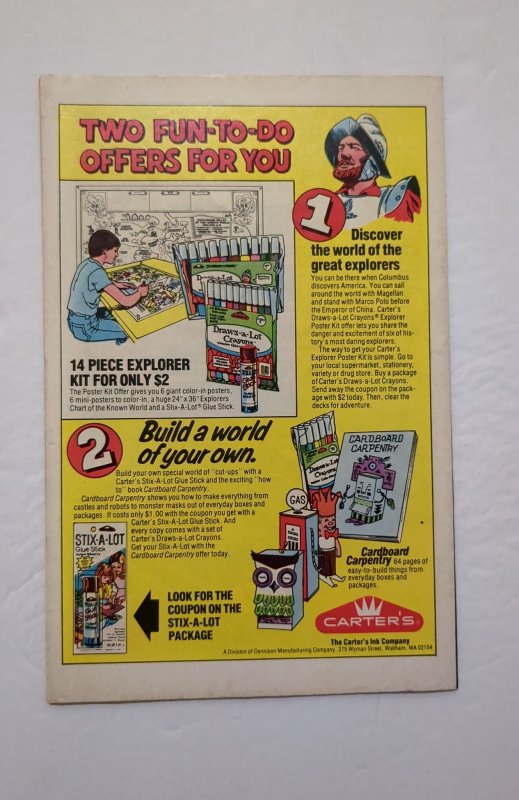 TWO FUN-TO-DO
OFFERS FOR YOU
1
Discover
the world of the
great explorers
You can be there when Columbus
discovers America. You can sail
around the world with Magellan
and stand with Marco Polo before
the Emperor of China. Carter's
Draws-a-Lot Crayons® Explorer
Poster Kit offer lets you share the
danger and excitement of six of his-
tory's most daring explorers.
The way to get your Carter's
Explorer Poster Kit is simple. Go to
your local supermarket, stationery,
variety or drug store. Buy a package
of Carter's Draws-a-Lot Crayons.
Send away the coupon on the pack-
age with $2 today. Then, clear the
decks for adventure.
Draws-a-Lot
Crayons
14 PIECE EXPLORER
KIT FOR ONLY $2
The Poster Kit Offer gives you 6 giant color-in posters,
6 mini-posters to color-in, a huge 24"x36" Explorers
Chart of the Known World and a Stix-A-Lot® Glue Stick.
2
Build a world
of your own.
Build your own special world of "cut-ups" with a
Carter's Stix-A-Lot Glue Stick and the exciting "how
to" book Cardboard Carpentry.
Cardboard Carpentry shows you how to make everything from
castles and robots to monster masks out of everyday boxes and
packages. It costs only $1.00 with the coupon you get with a
Carter's Stix-A-Lot Glue Stick. And
every copy comes with a set of
Carter's Draws-A-Lot Crayons.
Get your Stix-A-Lot with the
Cardboard Carpentry offer today.
STIX-A-LOT
Glue Stick
LOOK FOR THE
COUPON ON THE
STIX-A-LOT
PACKAGE
Draws-a-Lot
Crayons
CARDBOARD
CARPENTRY
GAS
Cardboard
Carpentry 64 pages of
easy-to-build things from
everyday boxes and
packages.
CARTER'S®
The Carter's Ink Company
A Division of Dennison Manufacturing Company, 275 Wyman Street, Waltham, MA 02154